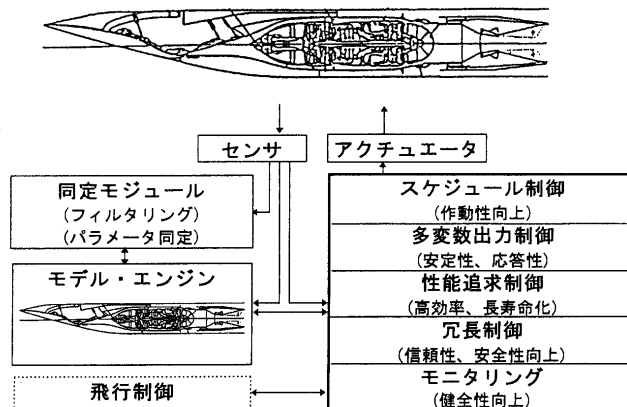 センサ
アクチュエータ
同定モジュール
(フィルタリング)
(パラメータ同定)
モデル・エンジン
飛行制御
スケジュール制御
(作動性向上)
多変数出力制御
(安定性、応答性)
性能追求制御
(高効率、長寿命化)
冗長制御
(信頼性、安全性向上)
モニタリング
(健全性向上)